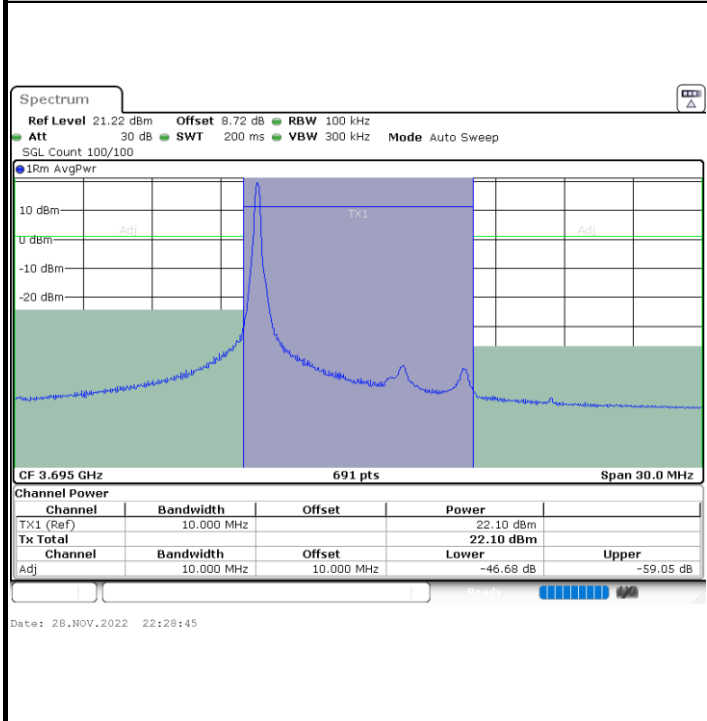 Spectrum
Ref Level 21.22 dBm Offset 8.72 dB RBW 100 kHz
Att 30 dB SWT 200 ms VBW 300 kHz Mode Auto Sweep
SGL Count 100/100
1Rm AvgPwr
10 dBm
TX1
Adj Adj
0 dBm
-10 dBm
-20 dBm
CF 3.695 GHz 691 pts Span 30.0 MHz
Channel Power
Channel Bandwidth Offset Power
TX1 (Ref) 10.000 MHz 22.10 dBm
Tx Total 22.10 dBm
Channel Bandwidth Offset Lower Upper
Adj 10.000 MHz 10.000 MHz -46.68 dB -59.05 dB
Ready
Date: 28.NOV.2022 22:28:45